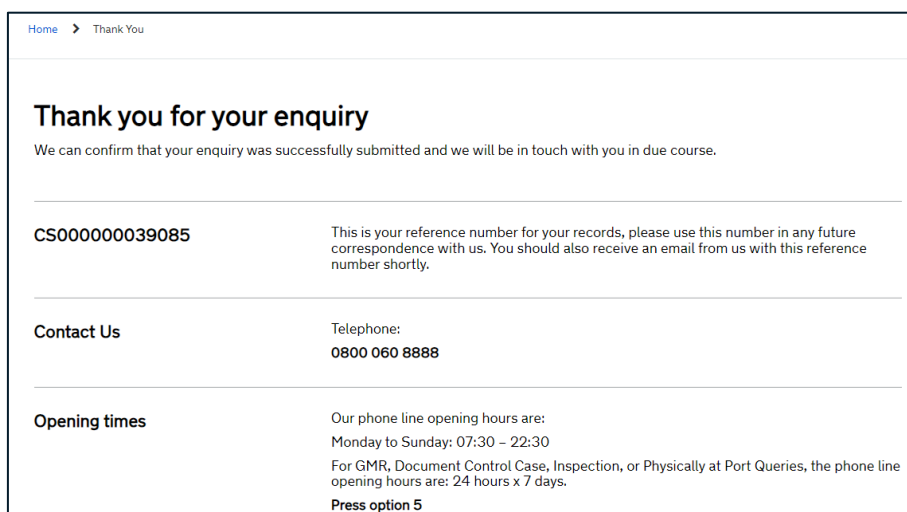 Home > Thank You
Thank you for your enquiry
We can confirm that your enquiry was successfully submitted and we will be in touch with you in due course.
CS000000039085
This is your reference number for your records, please use this number in any future
correspondence with us. You should also receive an email from us with this reference
number shortly.
Contact Us
Telephone:
0800 060 8888
Opening times
Our phone line opening hours are:
Monday to Sunday: 07:30 – 22:30
For GMR, Document Control Case, Inspection, or Physically at Port Queries, the phone line
opening hours are: 24 hours x 7 days.
Press option 5